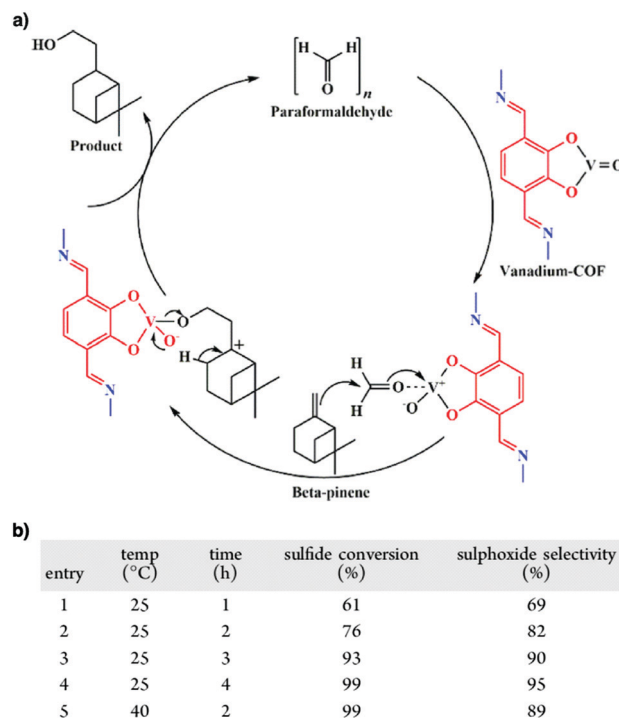 a)
HO
Product
H H
O
n
Paraformaldehyde
N
O
O
V=O
N
Vanadium-COF
N
O
V
O
O
O-
N
H
+
H
H
O
V+
-O
O
O
N
N
Beta-pinene
b)
entry temp (°C) time (h) sulfide conversion (%) sulphoxide selectivity (%)
1 25 1 61 69
2 25 2 76 82
3 25 3 93 90
4 25 4 99 95
5 40 2 99 89